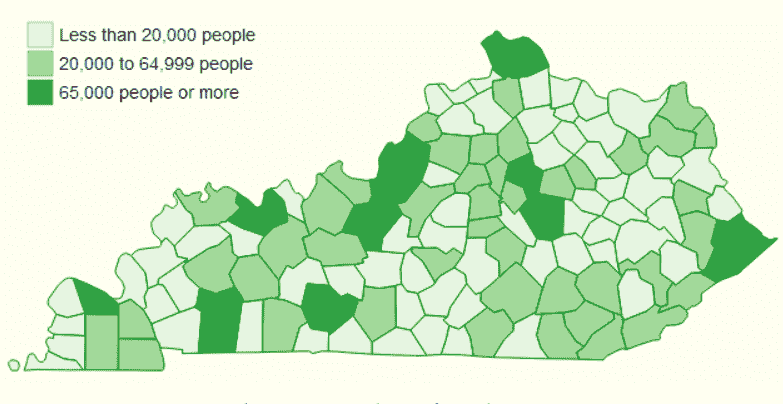 Less than 20,000 people
20,000 to 64,999 people
65,000 people or more